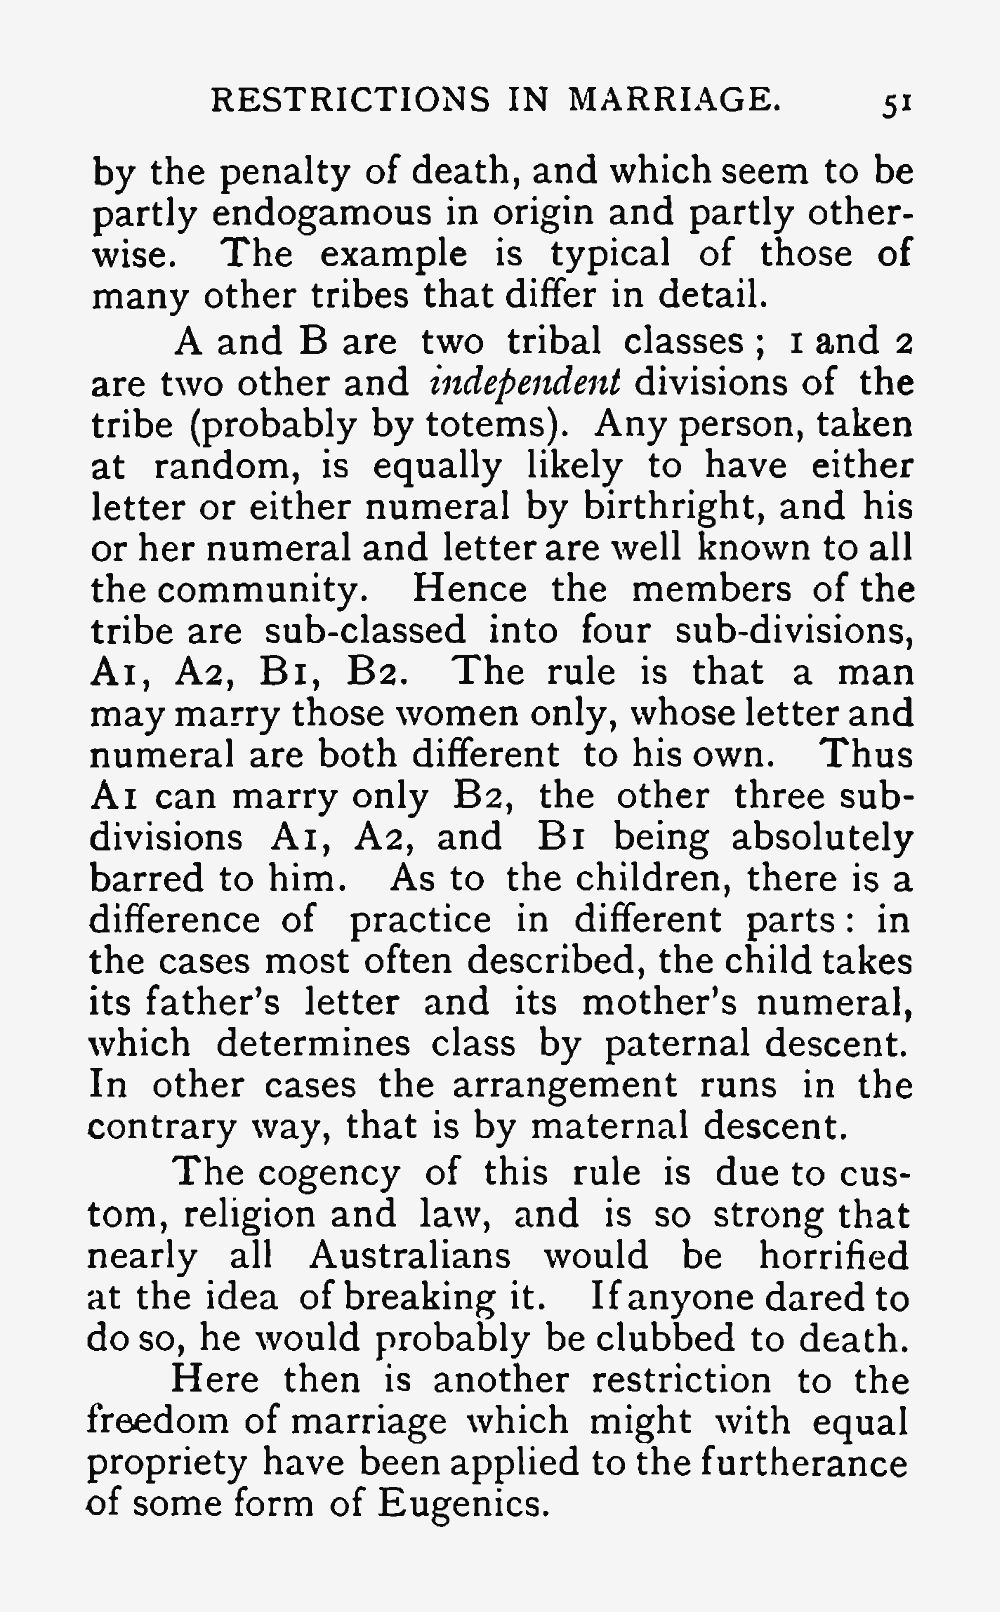 RESTRICTIONS IN MARRIAGE. 51
by the penalty of death, and which seem to be
partly endogamous in origin and partly other-
wise. The example is typical of those of
many other tribes that differ in detail.
A and B are two tribal classes ; 1 and 2
are two other and independent divisions of the
tribe (probably by totems). Any person, taken
at random, is equally likely to have either
letter or either numeral by birthright, and his
or her numeral and letter are well known to all
the community. Hence the members of the
tribe are sub-classed into four sub-divisions,
A1, A2, B1, B2. The rule is that a man
may marry those women only, whose letter and
numeral are both different to his own. Thus
A1 can marry only B2, the other three sub-
divisions A1, A2, and B1 being absolutely
barred to him. As to the children, there is a
difference of practice in different parts : in
the cases most often described, the child takes
its father's letter and its mother's numeral,
which determines class by paternal descent.
In other cases the arrangement runs in the
contrary way, that is by maternal descent.
The cogency of this rule is due to cus-
tom, religion and law, and is so strong that
nearly all Australians would be horrified
at the idea of breaking it. If anyone dared to
do so, he would probably be clubbed to death.
Here then is another restriction to the
freedom of marriage which might with equal
propriety have been applied to the furtherance
of some form of Eugenics.